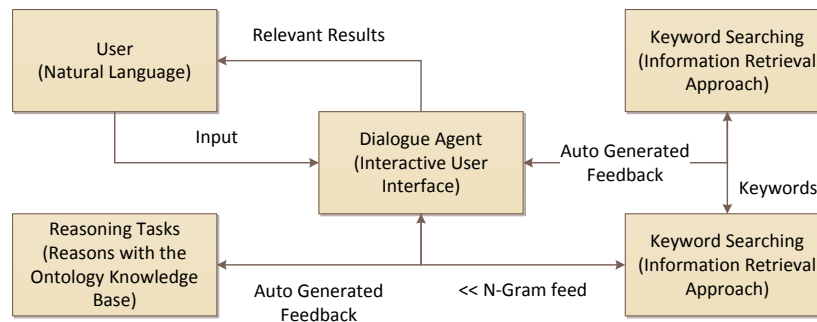 User
(Natural Language)
Relevant Results
Keyword Searching
(Information Retrieval
Approach)
Input
Dialogue Agent
(Interactive User
Interface)
Auto Generated
Feedback
Keywords
Reasoning Tasks
(Reasons with the
Ontology Knowledge
Base)
Auto Generated
Feedback
<< N-Gram feed
Keyword Searching
(Information Retrieval
Approach)